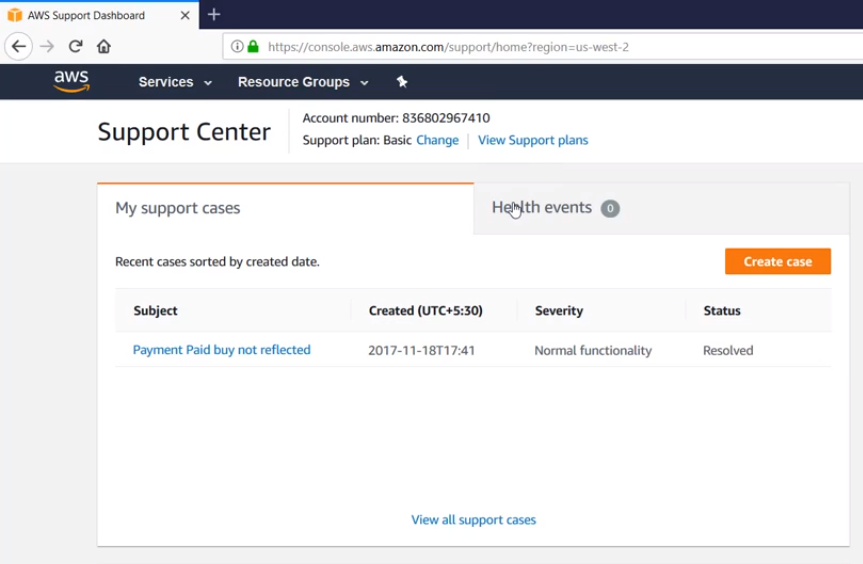 AWS Support Dashboard
https://console.aws.amazon.com/support/home?region=us-west-2
aws Services Resource Groups
Support Center
Account number: 836802967410
Support plan: Basic Change View Support plans
My support cases
Health events 0
Recent cases sorted by created date.
Create case
Subject Created (UTC+5:30) Severity Status
Payment Paid buy not reflected 2017-11-18T17:41 Normal functionality Resolved
View all support cases